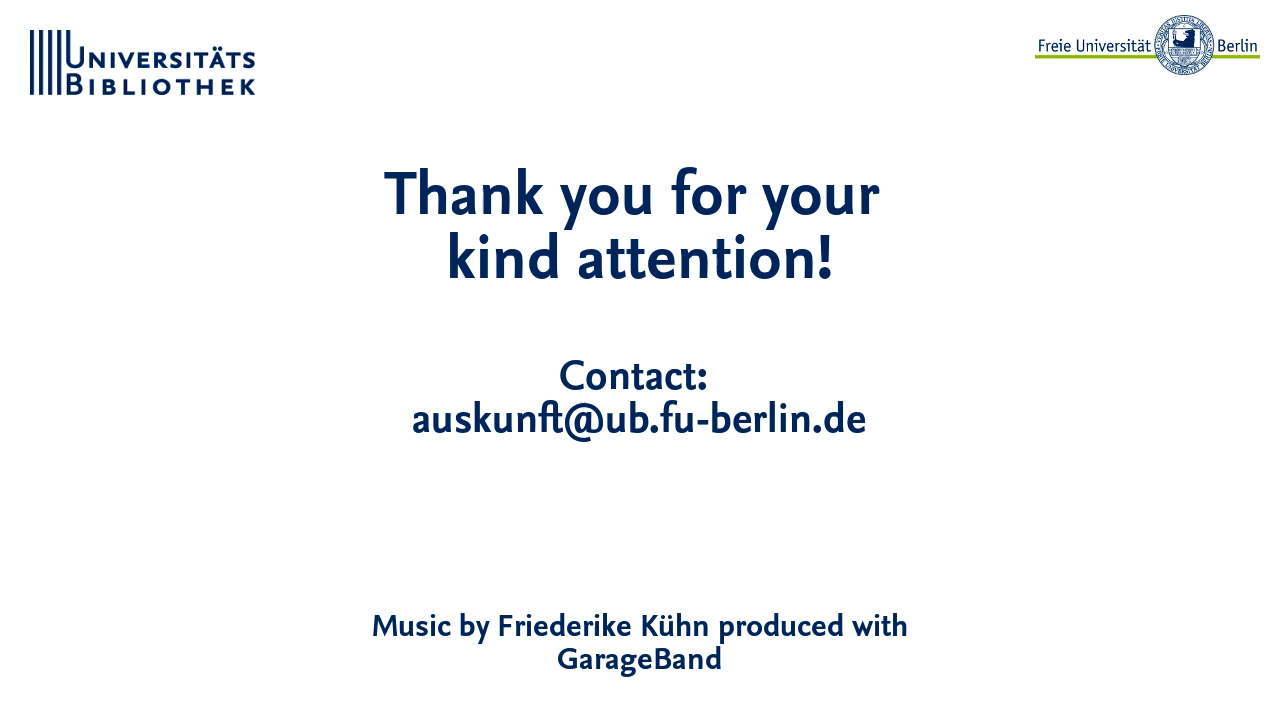 UNIVERSITÄTS
BIBLIOTHEK
Freie Universität Berlin
Thank you for your
kind attention!
Contact:
auskunft@ub.fu-berlin.de
Music by Friederike Kühn produced with
GarageBand